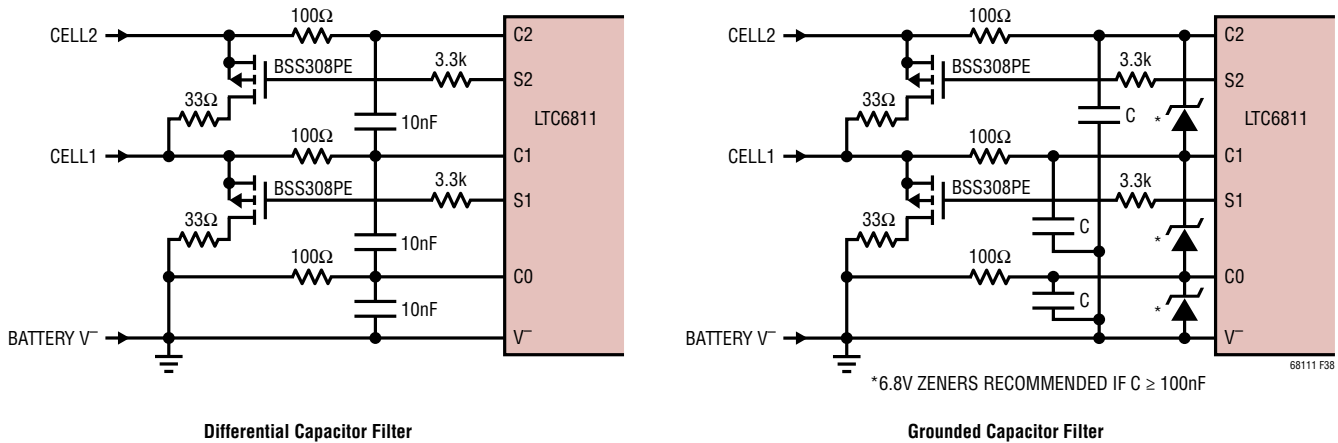 100Ω
CELL2
C2
BSS308PE
3.3k
S2
33Ω
LTC6811
10nF
100Ω
CELL1
C1
BSS308PE
3.3k
S1
33Ω
10nF
100Ω
C0
10nF
BATTERY V–
V–
Differential Capacitor Filter
100Ω
CELL2
C2
BSS308PE
3.3k
S2
33Ω
C
*
LTC6811
100Ω
CELL1
C1
BSS308PE
3.3k
S1
33Ω
C
*
100Ω
C0
C
*
BATTERY V–
V–
68111 F38
*6.8V ZENERS RECOMMENDED IF C ≥ 100nF
Grounded Capacitor Filter